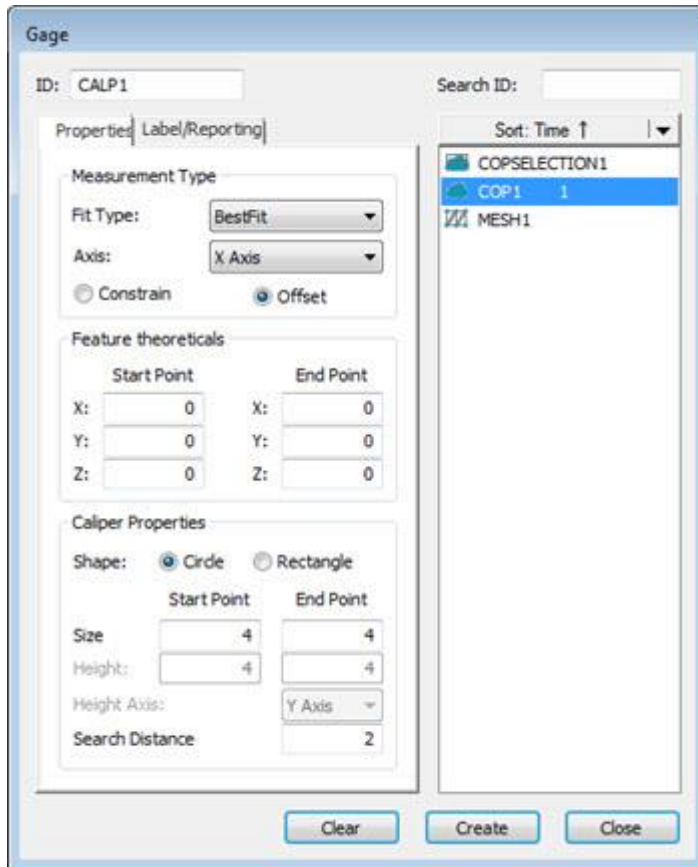 Gage
ID: CALP1 Search ID:
Properties Label/Reporting Sort: Time ↑
COPSELECTION1
COP1 1
MESH1
Measurement Type
Fit Type: BestFit
Axis: X Axis
Constrain Offset
Feature theoreticals
Start Point End Point
X: 0 X: 0
Y: 0 Y: 0
Z: 0 Z: 0
Caliper Properties
Shape: Circle Rectangle
Start Point End Point
Size 4 4
Height: 4 4
Height Axis: Y Axis
Search Distance 2
Clear Create Close